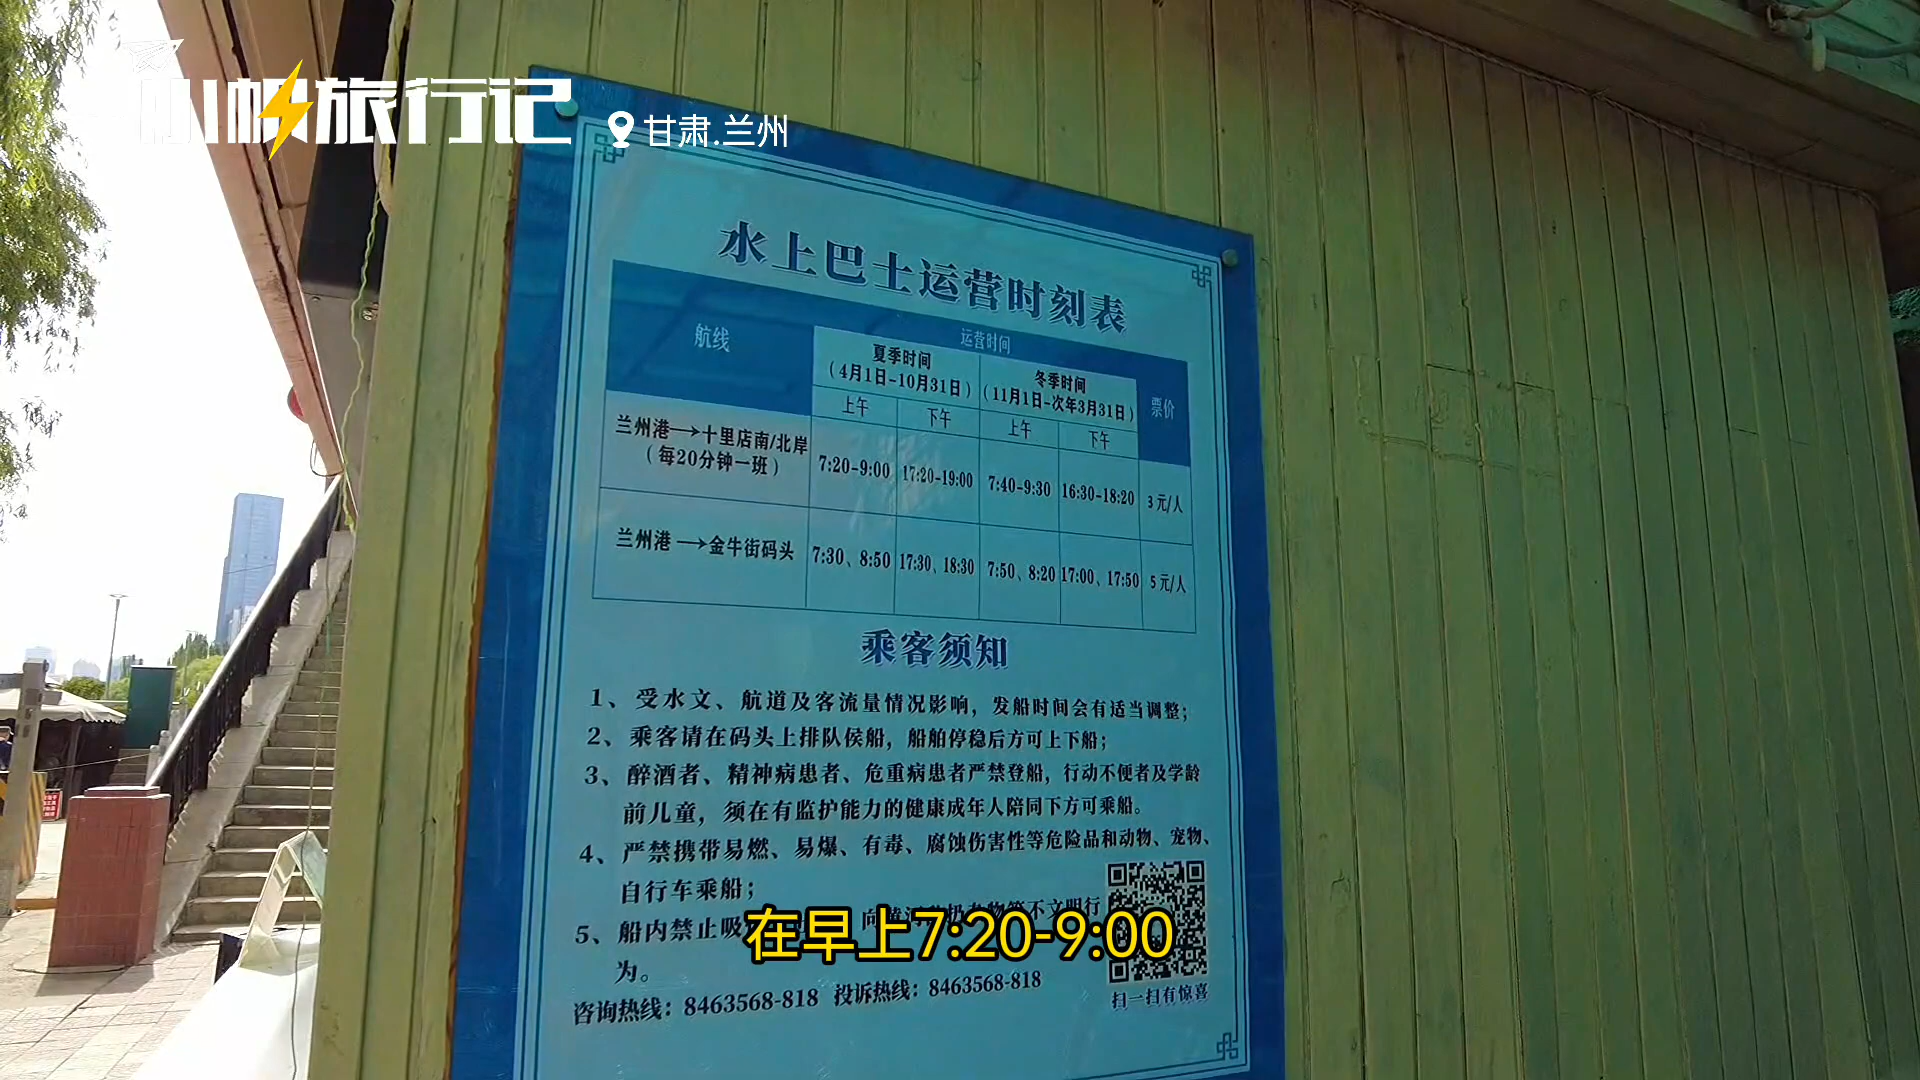 小帆旅行记
甘肃.兰州
水上巴士运营时刻表
航线
运营时间
票价
夏季时间
(4月1日-10月31日)
冬季时间
(11月1日-次年3月31日)
上午
下午
上午
下午
兰州港→十里店南/北岸
(每20分钟一班)
7:20-9:00
17:20-19:00
7:40-9:30
16:30-18:20
3元/人
兰州港→金牛街码头
7:30、8:50
17:30、18:30
7:50、8:20
17:00、17:50
5元/人
乘客须知
1、受水文、航道及客流量情况影响，发船时间会有适当调整；
2、乘客请在码头上排队侯船，船舶停稳后方可上下船；
3、醉酒者、精神病患者、危重病患者严禁登船，行动不便者及学龄
前儿童，须在有监护能力的健康成年人陪同下方可乘船。
4、严禁携带易燃、易爆、有毒、腐蚀伤害性等危险品和动物、宠物、
自行车乘船；
5、船内禁止吸 向黄河 不文明行
为。
咨询热线：8463568-818 投诉热线：8463568-818
扫一扫有惊喜
在早上7:20-9:00